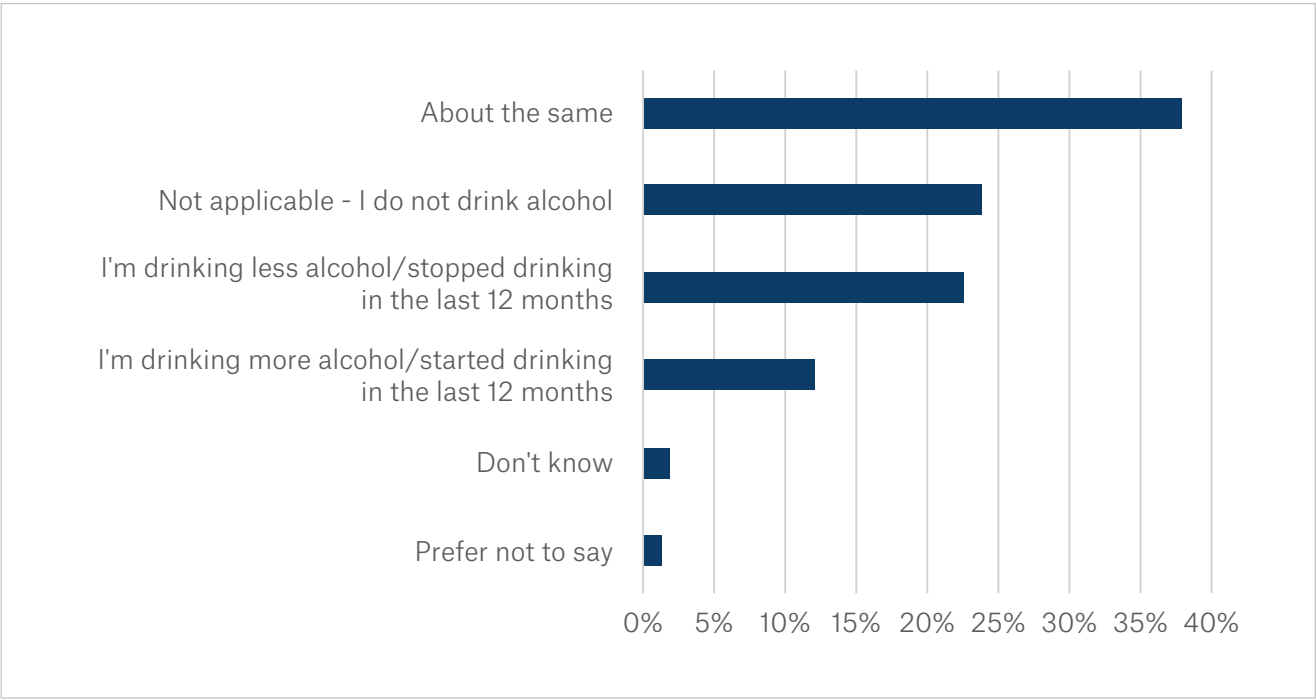 About the same
Not applicable - I do not drink alcohol
I'm drinking less alcohol/stopped drinking
in the last 12 months
I'm drinking more alcohol/started drinking
in the last 12 months
Don't know
Prefer not to say
0% 5% 10% 15% 20% 25% 30% 35% 40%